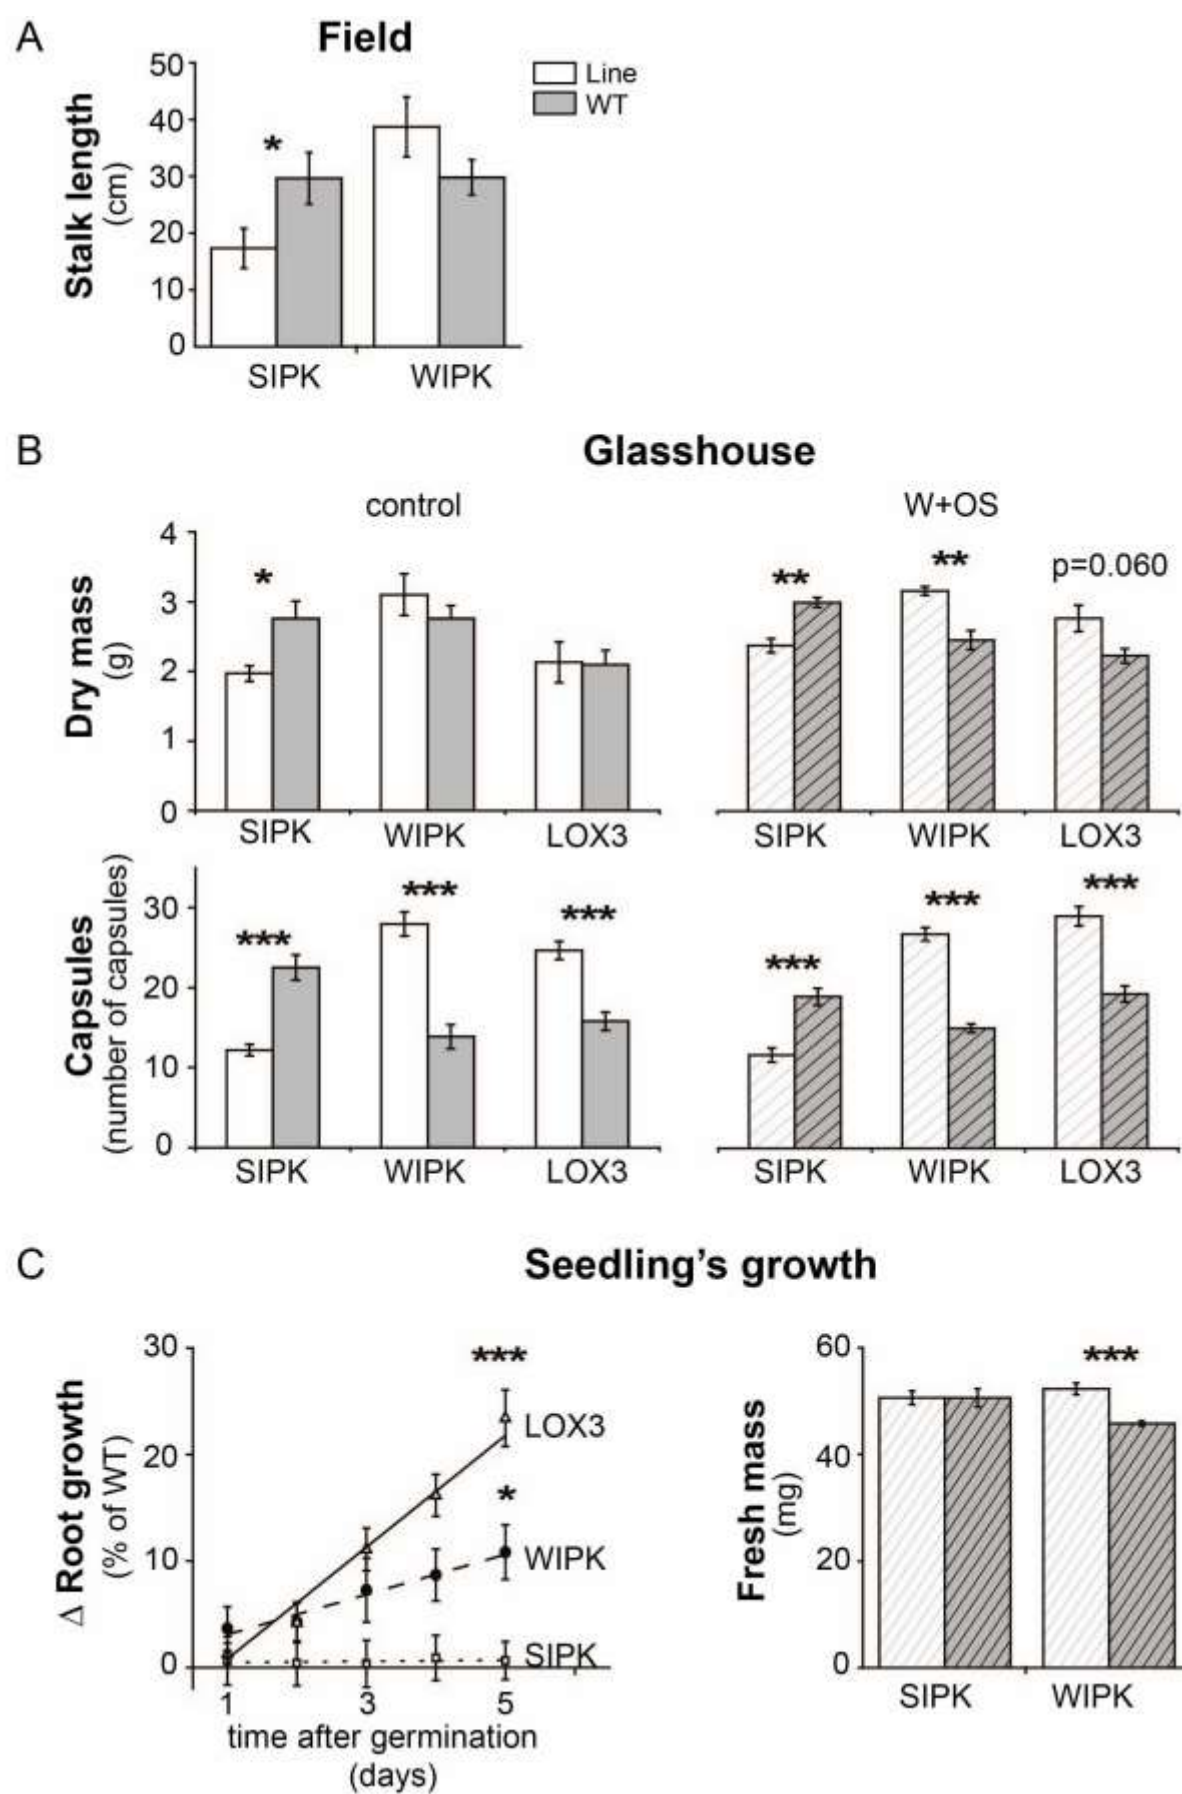 A
Field
Line
WT
Stalk length
(cm)
50
40
30
20
10
0
*
SIPK
WIPK
B
Glasshouse
control
W+OS
Dry mass
(g)
4
3
2
1
0
*
**
**
p=0.060
SIPK
WIPK
LOX3
SIPK
WIPK
LOX3
Capsules
(number of capsules)
30
20
10
0
***
***
***
***
***
***
SIPK
WIPK
LOX3
SIPK
WIPK
LOX3
C
Seedling's growth
Δ Root growth
(% of WT)
30
20
10
0
***
LOX3
*
WIPK
SIPK
1
3
5
time after germination
(days)
Fresh mass
(mg)
60
40
20
0
***
SIPK
WIPK